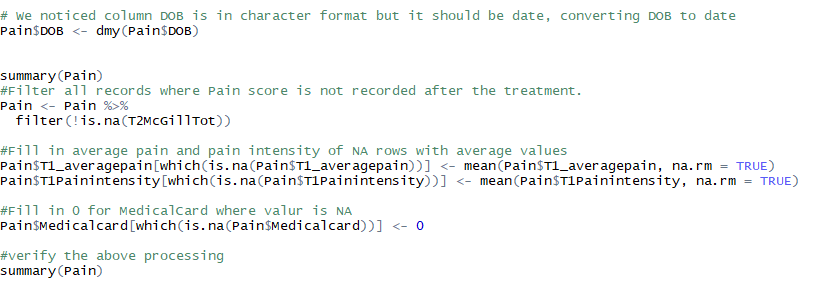 # We noticed column DOB is in character format but it should be date, converting DOB to date
Pain$DOB <- dmy(Pain$DOB)
summary(Pain)
#Filter all records where Pain score is not recorded after the treatment.
Pain <- Pain %>%
  filter(!is.na(T2McGillTot))
#Fill in average pain and pain intensity of NA rows with average values
Pain$T1_averagepain[which(is.na(Pain$T1_averagepain))] <- mean(Pain$T1_averagepain, na.rm = TRUE)
Pain$T1Painintensity[which(is.na(Pain$T1Painintensity))] <- mean(Pain$T1Painintensity, na.rm = TRUE)
#Fill in 0 for MedicalCard where valur is NA
Pain$Medicalcard[which(is.na(Pain$Medicalcard))] <- 0
#verify the above processing
summary(Pain)